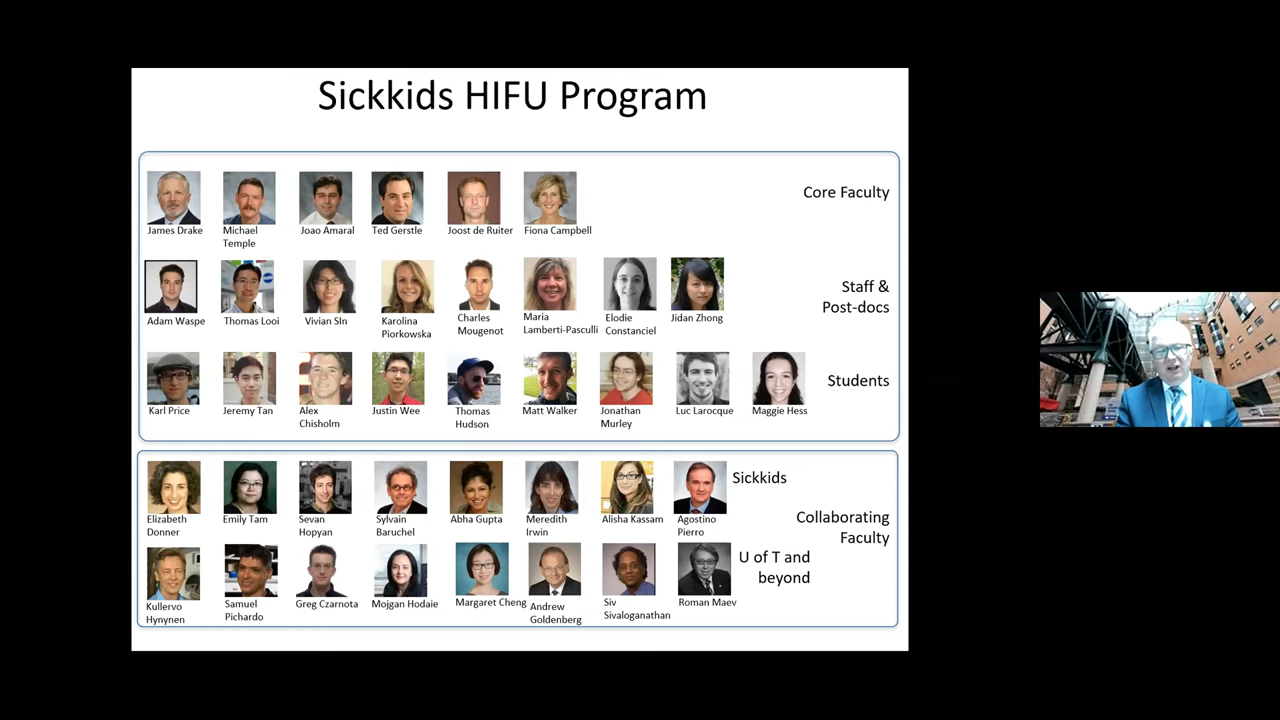 Sickkids HIFU Program
Core Faculty
James Drake
Michael
Temple
Joao Amaral
Ted Gerstle
Joost de Ruiter
Fiona Campbell
Staff &
Post-docs
Adam Waspe
Thomas Looi
Vivian SIn
Karolina
Piorkowska
Charles
Mougenot
Maria
Lamberti-Pasculli
Elodie
Constanciel
Jidan Zhong
Students
Karl Price
Jeremy Tan
Alex
Chisholm
Justin Wee
Thomas
Hudson
Matt Walker
Jonathan
Murley
Luc Larocque
Maggie Hess
Sickkids
Collaborating
Faculty
Elizabeth
Donner
Emily Tam
Sevan
Hopyan
Sylvain
Baruchel
Abha Gupta
Meredith
Irwin
Alisha Kassam
Agostino
Pierro
U of T and
beyond
Kullervo
Hynynen
Samuel
Pichardo
Greg Czarnota
Mojgan Hodaie
Margaret Cheng
Andrew
Goldenberg
Siv
Sivaloganathan
Roman Maev